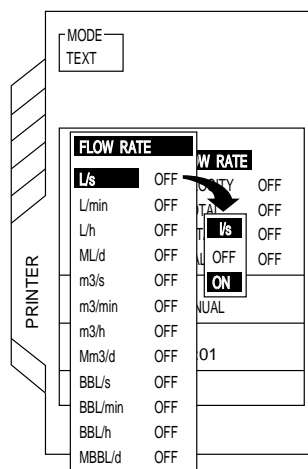 MODE
TEXT
PRINTER
FLOW RATE
L/s OFF
L/min OFF
L/h OFF
ML/d OFF
m3/s OFF
m3/min OFF
m3/h OFF
Mm3/d OFF
BBL/s OFF
BBL/min OFF
BBL/h OFF
MBBL/d OFF
RATE
OFF
OFF
OFF
OFF
l/s
OFF
ON
01